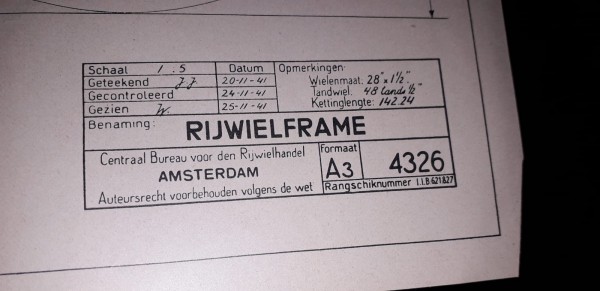 Schaal 1.5 Datum Opmerkingen
Geteekend J.J. 20-11-41 Wielenmaat. 28" x 1½"
Gecontroleerd 24-11-41 Tandwiel. 48 tands ½"
Gezien W. 25-11-41 Kettinglengte: 142.24
Benaming:
RIJWIELFRAME
Centraal Bureau voor den Rijwielhandel
AMSTERDAM
Auteursrecht voorbehouden volgens de wet
Formaat
A3
4326
Rangschiknummer I.I.B.621.827